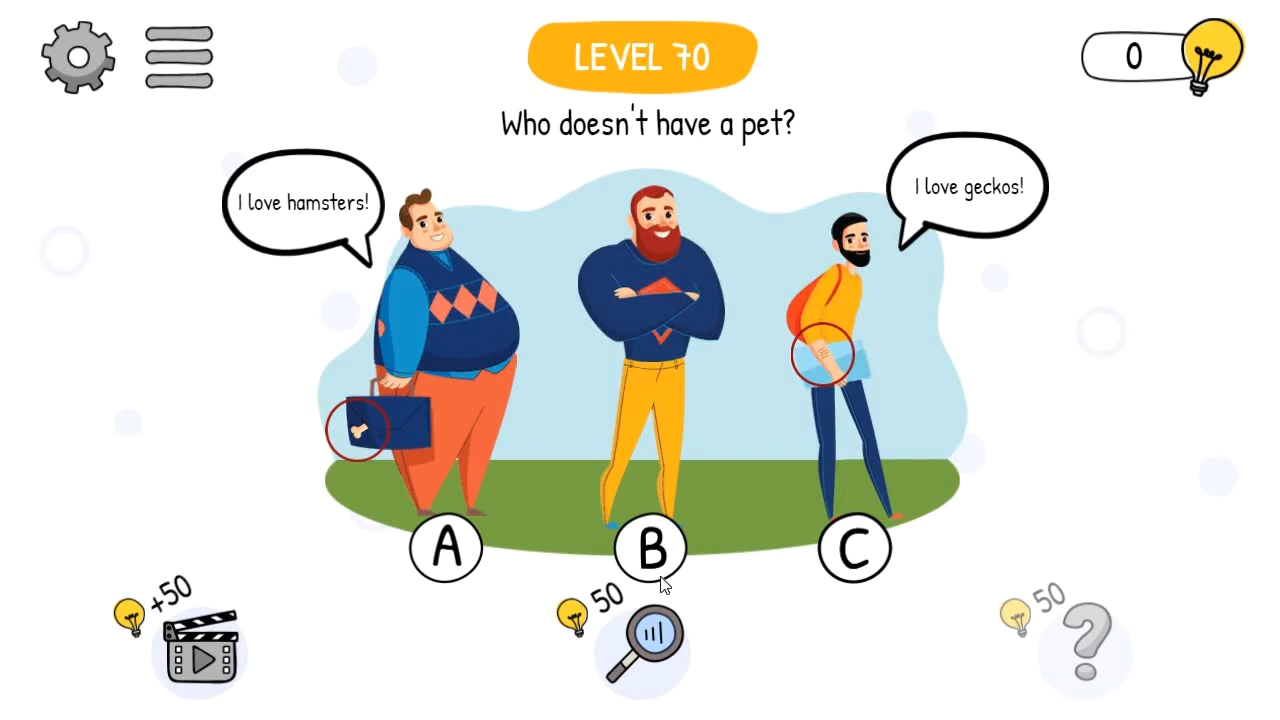 LEVEL 70
0
Who doesn't have a pet?
I love hamsters!
I love geckos!
A
B
C
+50
50
50
?